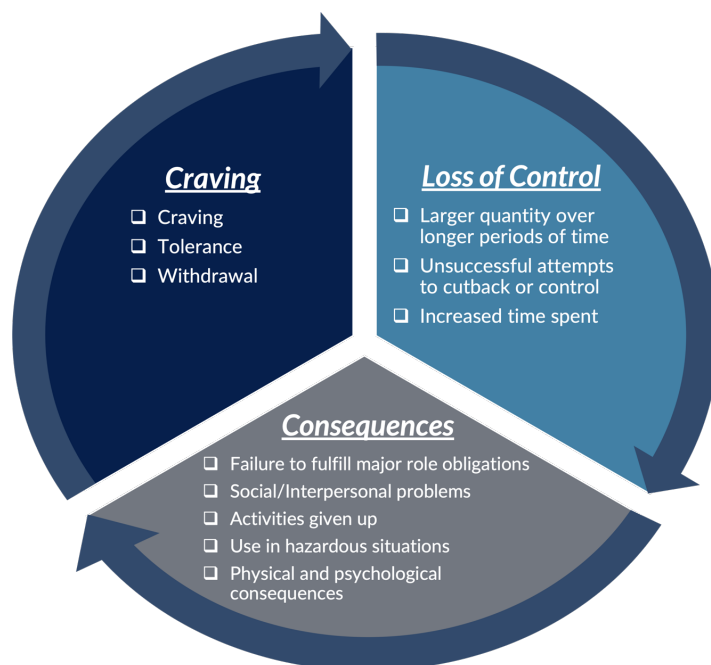 Craving
Craving
Tolerance
Withdrawal
Loss of Control
Larger quantity over
longer periods of time
Unsuccessful attempts
to cutback or control
Increased time spent
Consequences
Failure to fulfill major role obligations
Social/Interpersonal problems
Activities given up
Use in hazardous situations
Physical and psychological
consequences